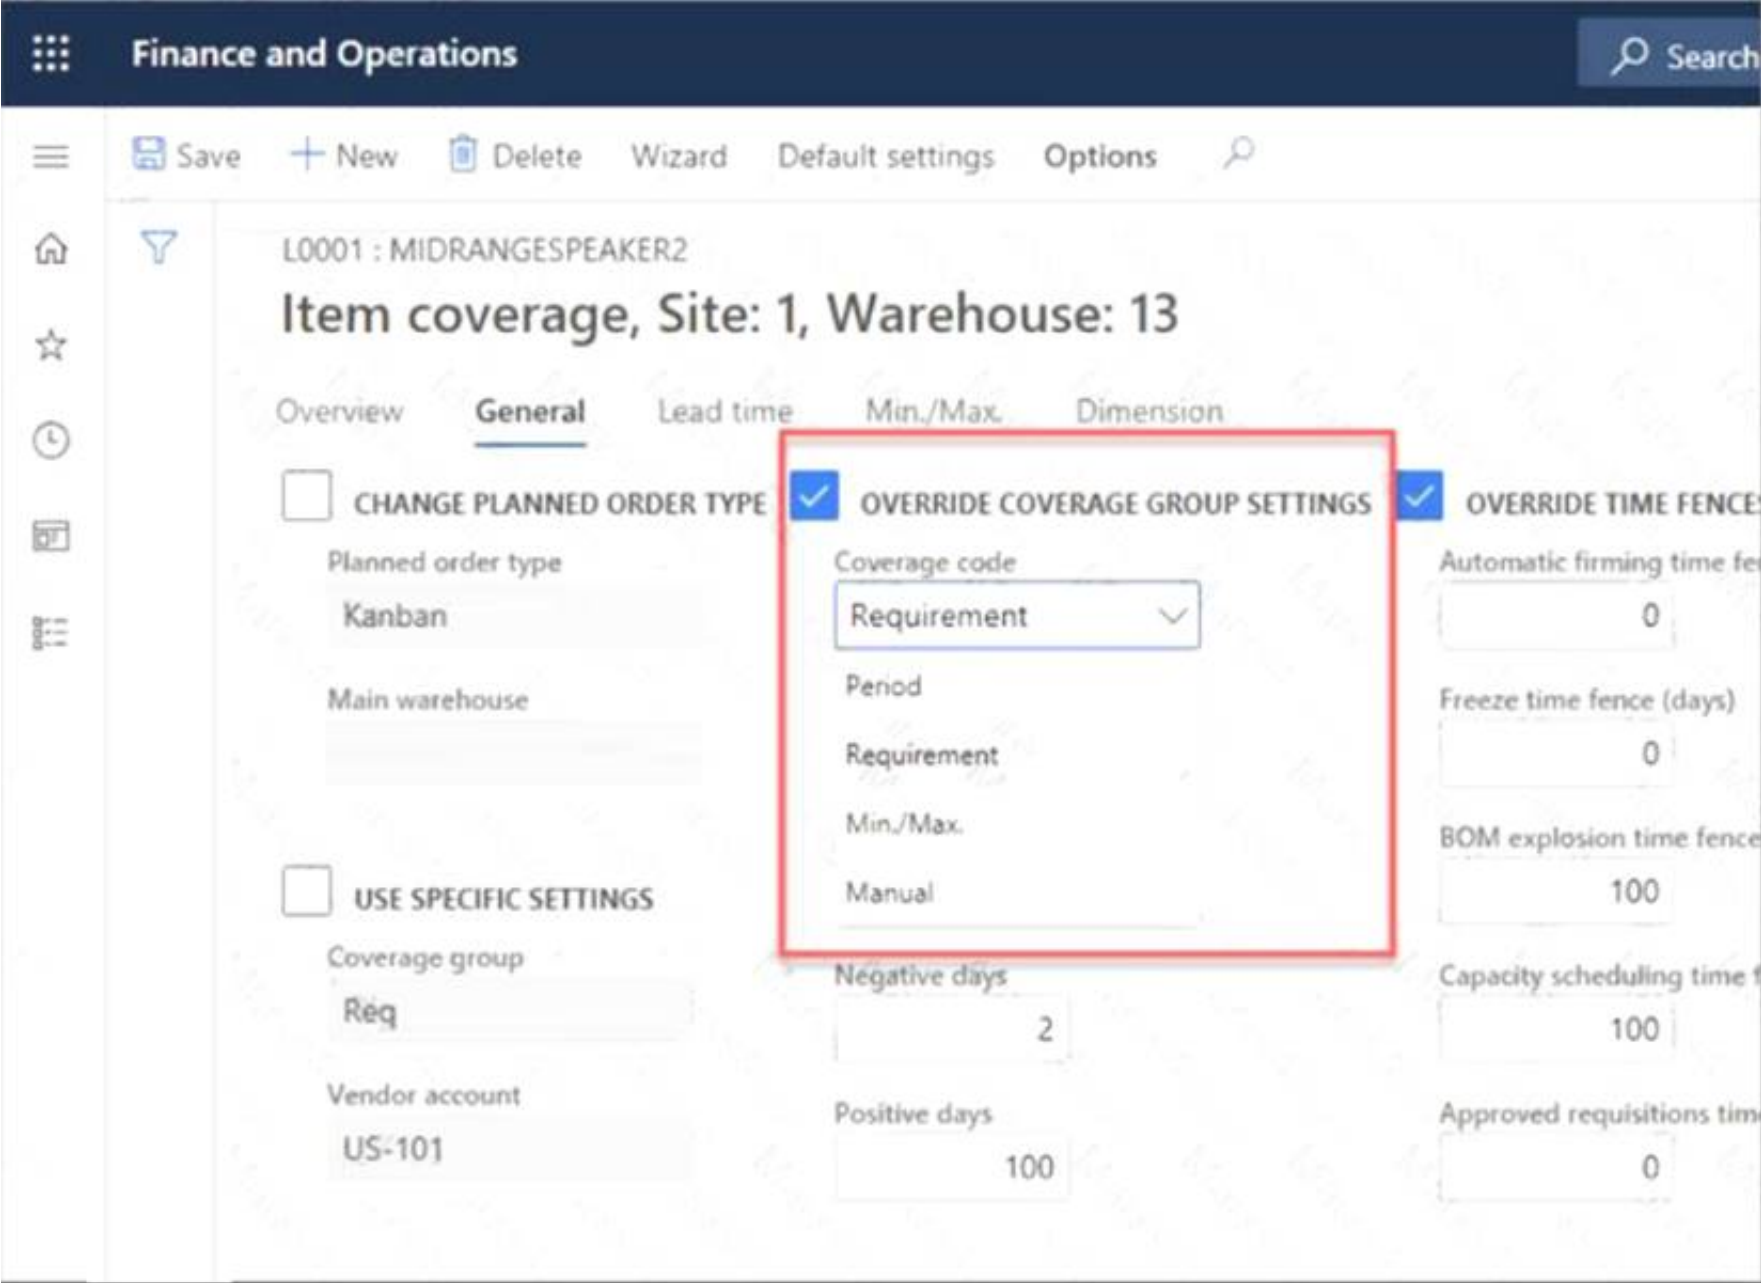 Finance and Operations
Search
Save
New
Delete
Wizard
Default settings
Options
L0001 : MIDRANGESPEAKER2
Item coverage, Site: 1, Warehouse: 13
Overview
General
Lead time
Min./Max.
Dimension
CHANGE PLANNED ORDER TYPE
Planned order type
Kanban
Main warehouse
USE SPECIFIC SETTINGS
Coverage group
Req
Vendor account
US-101
OVERRIDE COVERAGE GROUP SETTINGS
Coverage code
Requirement
Period
Requirement
Min./Max.
Manual
Negative days
2
Positive days
100
OVERRIDE TIME FENCES
Automatic firming time fe
0
Freeze time fence (days)
0
BOM explosion time fence
100
Capacity scheduling time f
100
Approved requisitions tim
0